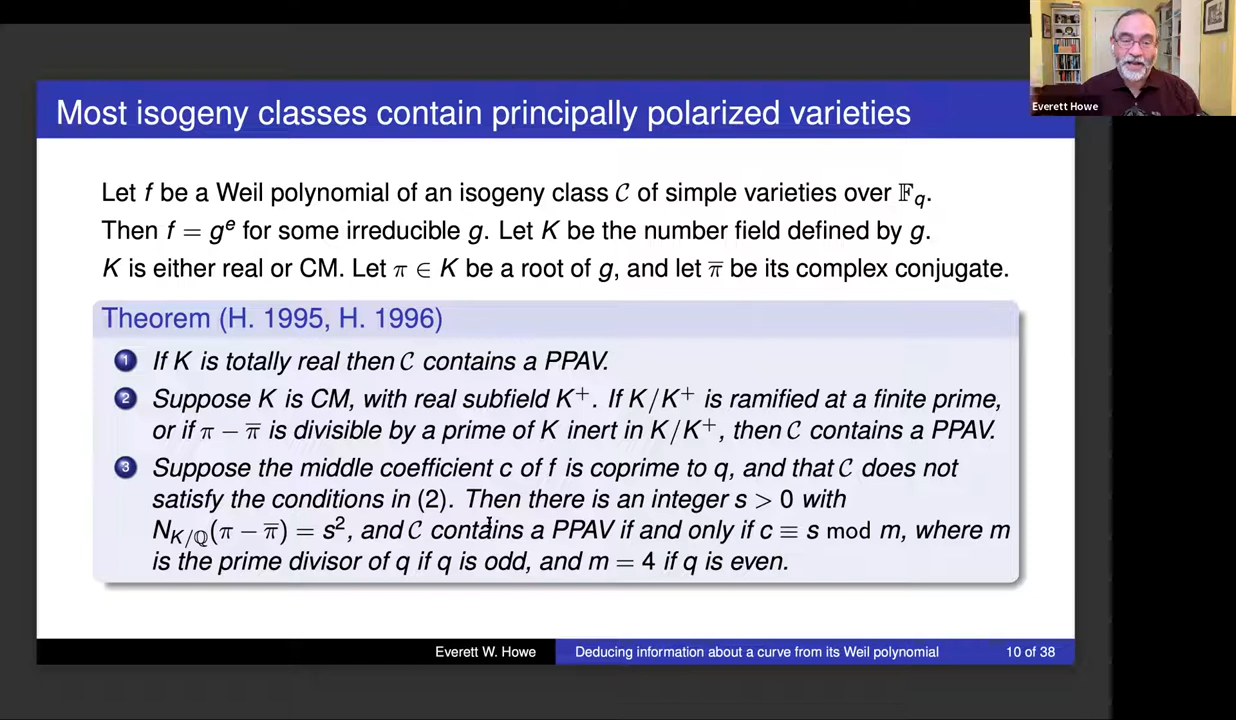 Everett Howe
Most isogeny classes contain principally polarized varieties
Let f be a Weil polynomial of an isogeny class 𝒞 of simple varieties over 𝔽_q.
Then f = g^e for some irreducible g. Let K be the number field defined by g.
K is either real or CM. Let π ∈ K be a root of g, and let π̅ be its complex conjugate.
Theorem (H. 1995, H. 1996)
1 If K is totally real then 𝒞 contains a PPAV.
2 Suppose K is CM, with real subfield K⁺. If K/K⁺ is ramified at a finite prime,
or if π − π̅ is divisible by a prime of K inert in K/K⁺, then 𝒞 contains a PPAV.
3 Suppose the middle coefficient c of f is coprime to q, and that 𝒞 does not
satisfy the conditions in (2). Then there is an integer s > 0 with
N_{K/ℚ}(π − π̅) = s², and 𝒞 contains a PPAV if and only if c ≡ s mod m, where m
is the prime divisor of q if q is odd, and m = 4 if q is even.
Everett W. Howe Deducing information about a curve from its Weil polynomial 10 of 38